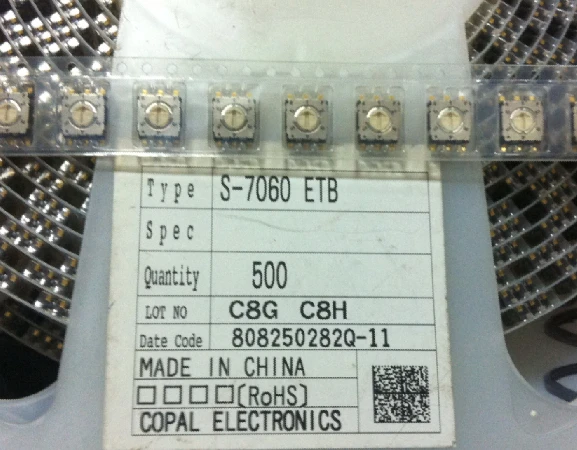 Type S-7060 ETB
Spec
Quantity 500
LOT NO C8G C8H
Date Code 808250282Q-11
MADE IN CHINA
□□□□(RoHS)
COPAL ELECTRONICS